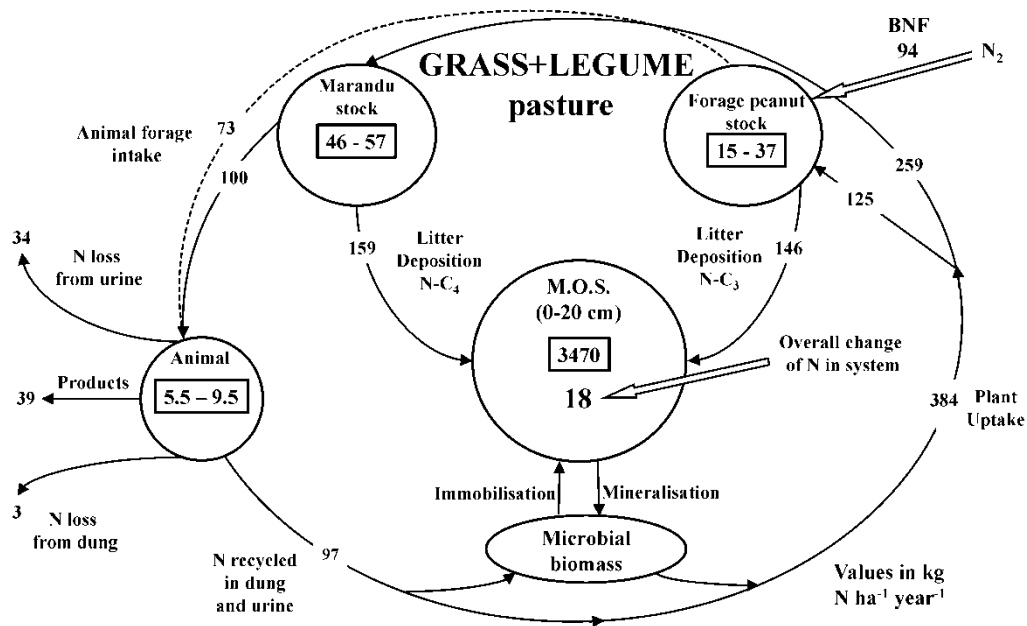 BNF
94
N₂
GRASS+LEGUME
pasture
Marandu
stock
46 - 57
Forage peanut
stock
15 - 37
Animal forage
intake
73
100
259
125
34
N loss
from urine
159
Litter
Deposition
N-C₄
Litter
Deposition
N-C₃
146
M.O.S.
(0-20 cm)
3470
18
Overall change
of N in system
Animal
5.5 – 9.5
Products
39
384
Plant
Uptake
3
N loss
from dung
Immobilisation
Mineralisation
Microbial
biomass
N recycled
in dung
and urine
97
Values in kg
N ha⁻¹ year⁻¹